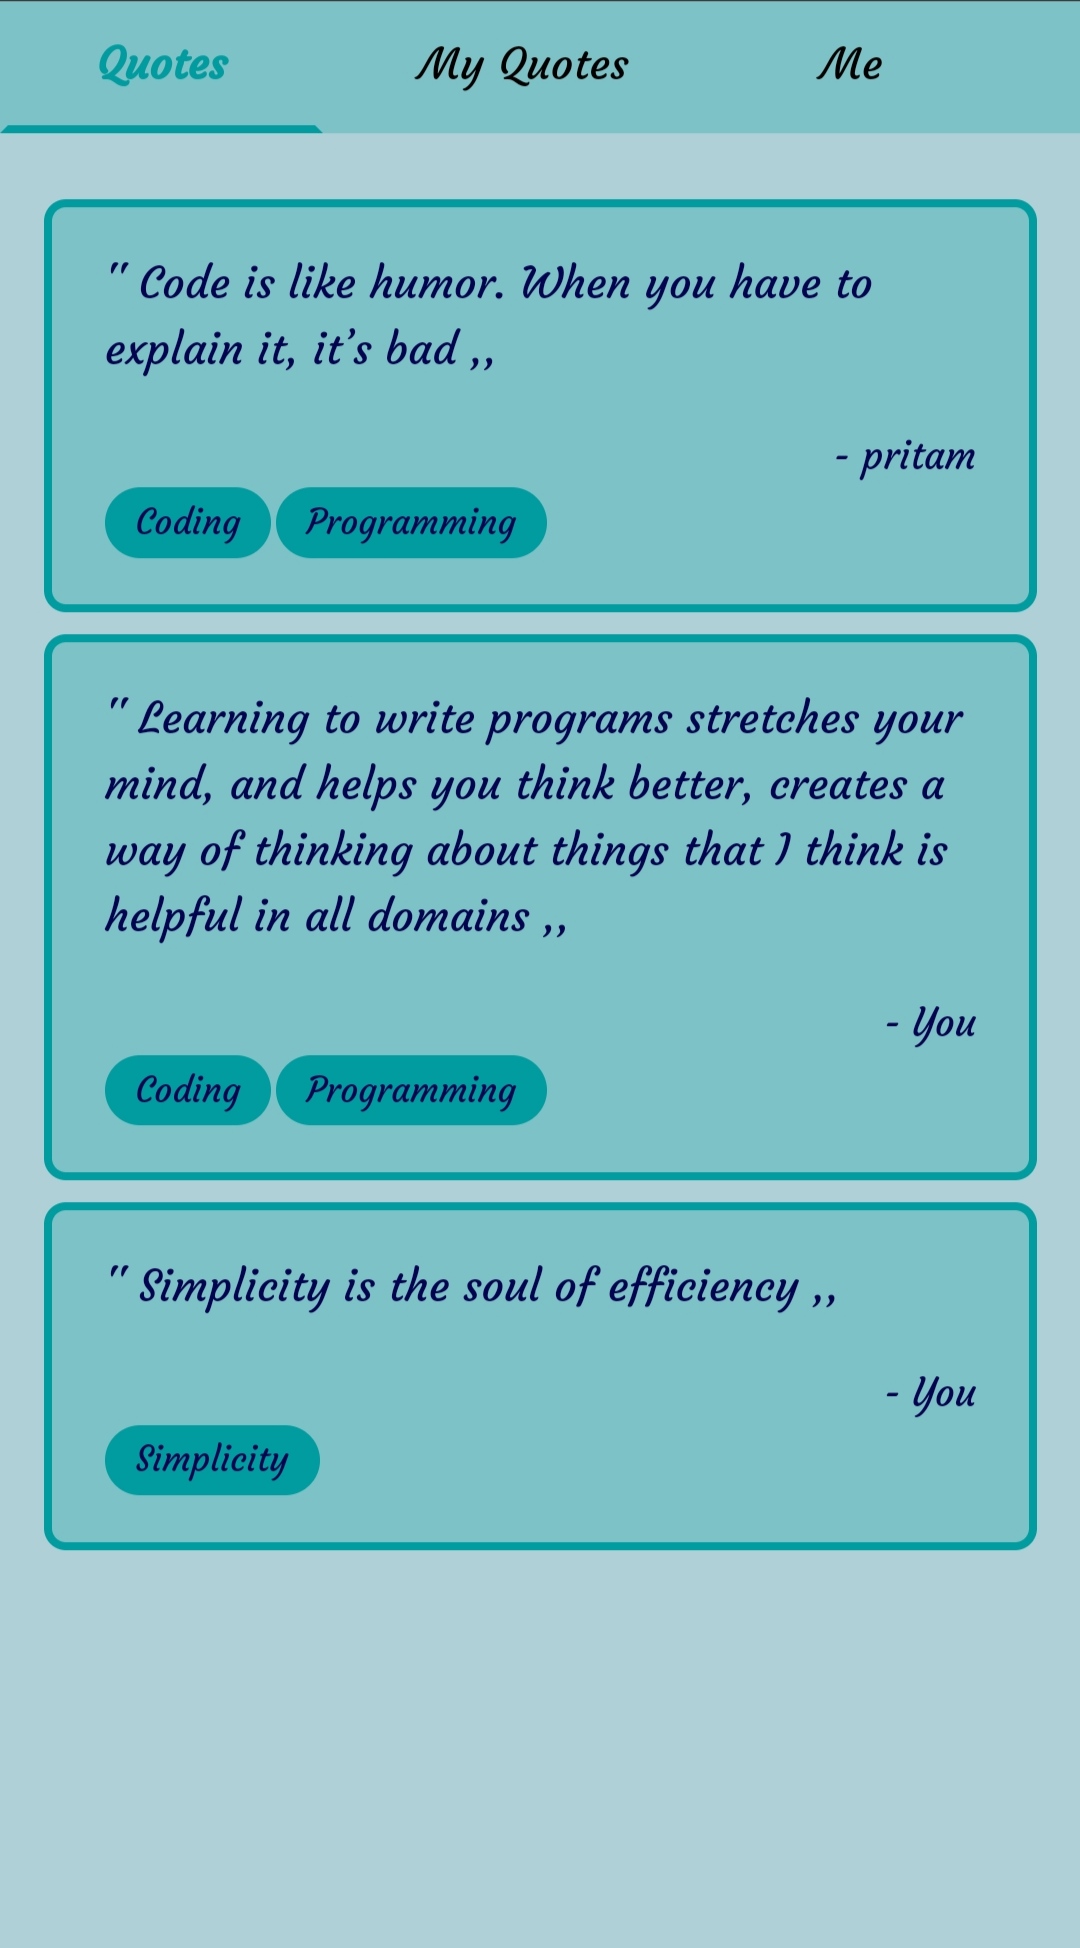 Quotes My Quotes Me
" Code is like humor. When you have to
explain it, it’s bad ,,
- pritam
Coding Programming
" Learning to write programs stretches your
mind, and helps you think better, creates a
way of thinking about things that I think is
helpful in all domains ,,
- You
Coding Programming
" Simplicity is the soul of efficiency ,,
- You
Simplicity